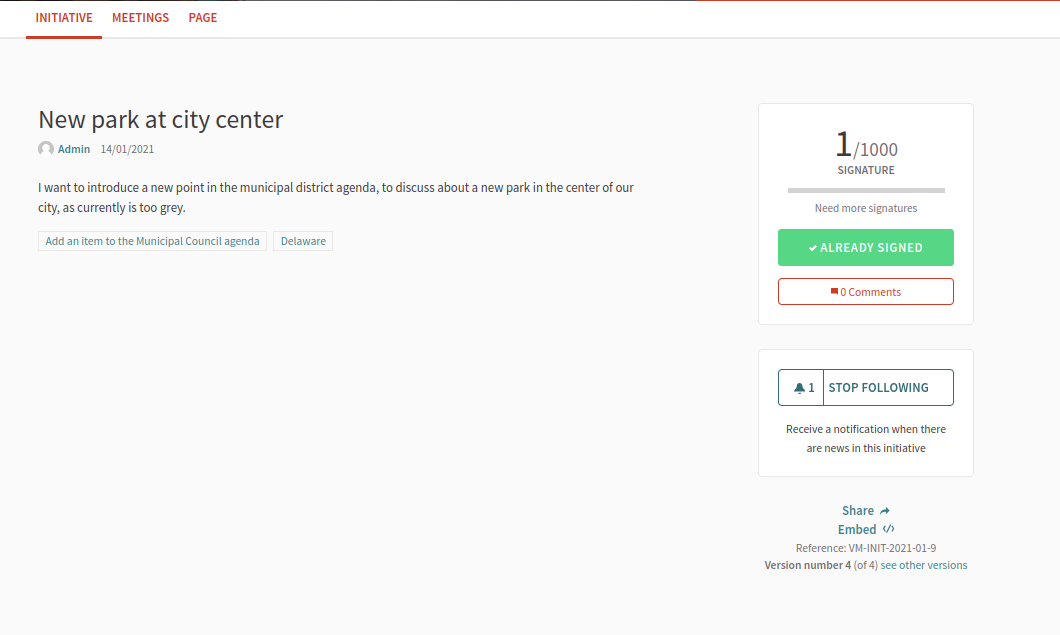 INITIATIVE MEETINGS PAGE
New park at city center
Admin 14/01/2021
I want to introduce a new point in the municipal district agenda, to discuss about a new park in the center of our
city, as currently is too grey.
Add an item to the Municipal Council agenda Delaware
1/1000
SIGNATURE
Need more signatures
ALREADY SIGNED
0 Comments
1 STOP FOLLOWING
Receive a notification when there
are news in this initiative
Share
Embed
Reference: VM-INIT-2021-01-9
Version number 4 (of 4) see other versions